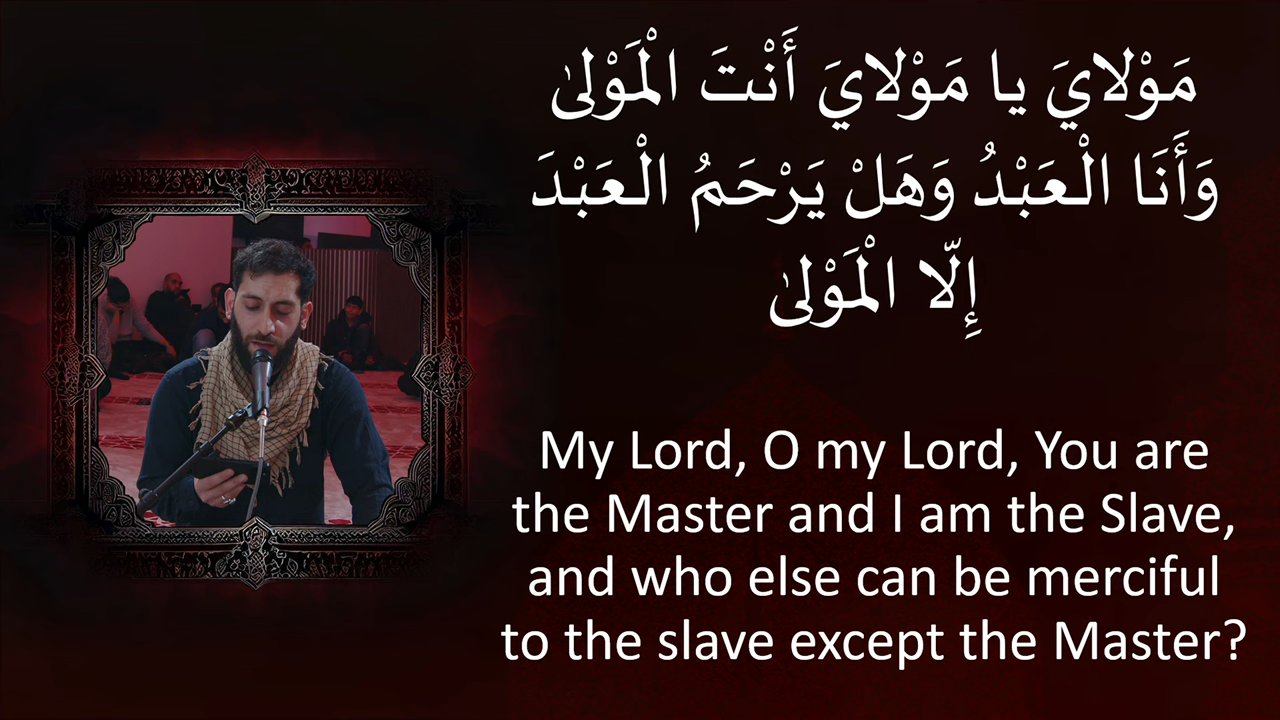 مَوْلايَ يا مَوْلايَ أَنْتَ الْمَوْلىٰ
وَأَنَا الْعَبْدُ وَهَلْ يَرْحَمُ الْعَبْدَ
إِلّا الْمَوْلىٰ
My Lord, O my Lord, You are
the Master and I am the Slave,
and who else can be merciful
to the slave except the Master?